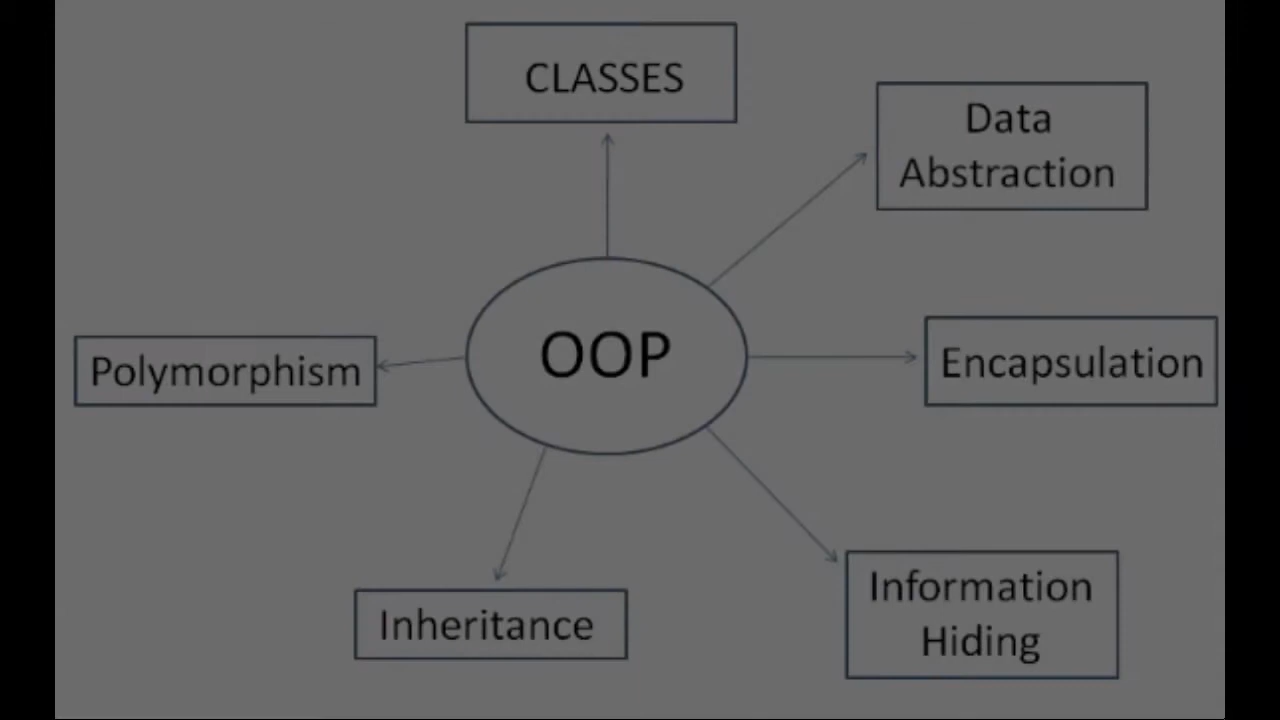 CLASSES
Data
Abstraction
Polymorphism
OOP
Encapsulation
Inheritance
Information
Hiding